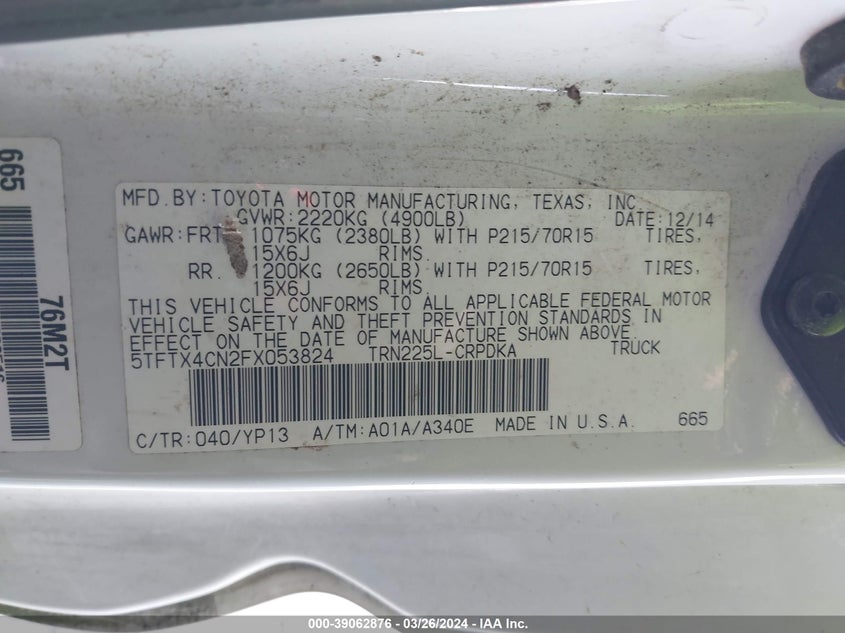 MFD.BY:TOYOTA MOTOR MANUFACTURING, TEXAS, INC.
GVWR:2220KG (4900LB) DATE:12/14
GAWR:FRT 1075KG (2380LB) WITH P215/70R15 TIRES,
15X6J RIMS.
RR. 1200KG (2650LB) WITH P215/70R15 TIRES,
15X6J RIMS.
THIS VEHICLE CONFORMS TO ALL APPLICABLE FEDERAL MOTOR
VEHICLE SAFETY AND THEFT PREVENTION STANDARDS IN
EFFECT ON THE DATE OF MANUFACTURE SHOWN ABOVE.
5TFTX4CN2FX053824 TRN225L-CRPDKA TRUCK
C/TR:040/YP13 A/TM:A01A/A340E MADE IN U.S.A. 665
665
76M2T
000-39062876 - 03/26/2024 - Copyright IAA, Inc.